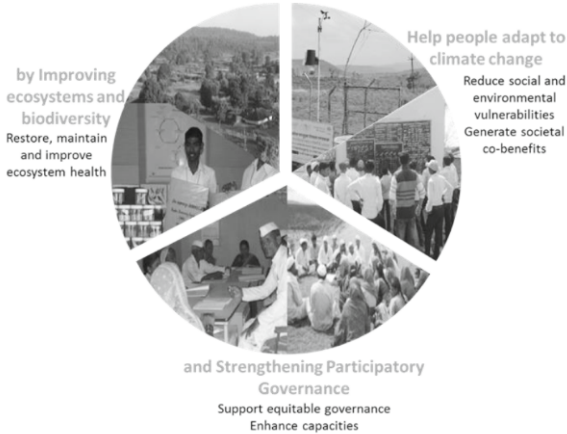 Help people adapt to
climate change
Reduce social and
environmental
vulnerabilities
Generate societal
co-benefits
by Improving
ecosystems and
biodiversity
Restore, maintain
and improve
ecosystem health
and Strengthening Participatory
Governance
Support equitable governance
Enhance capacities